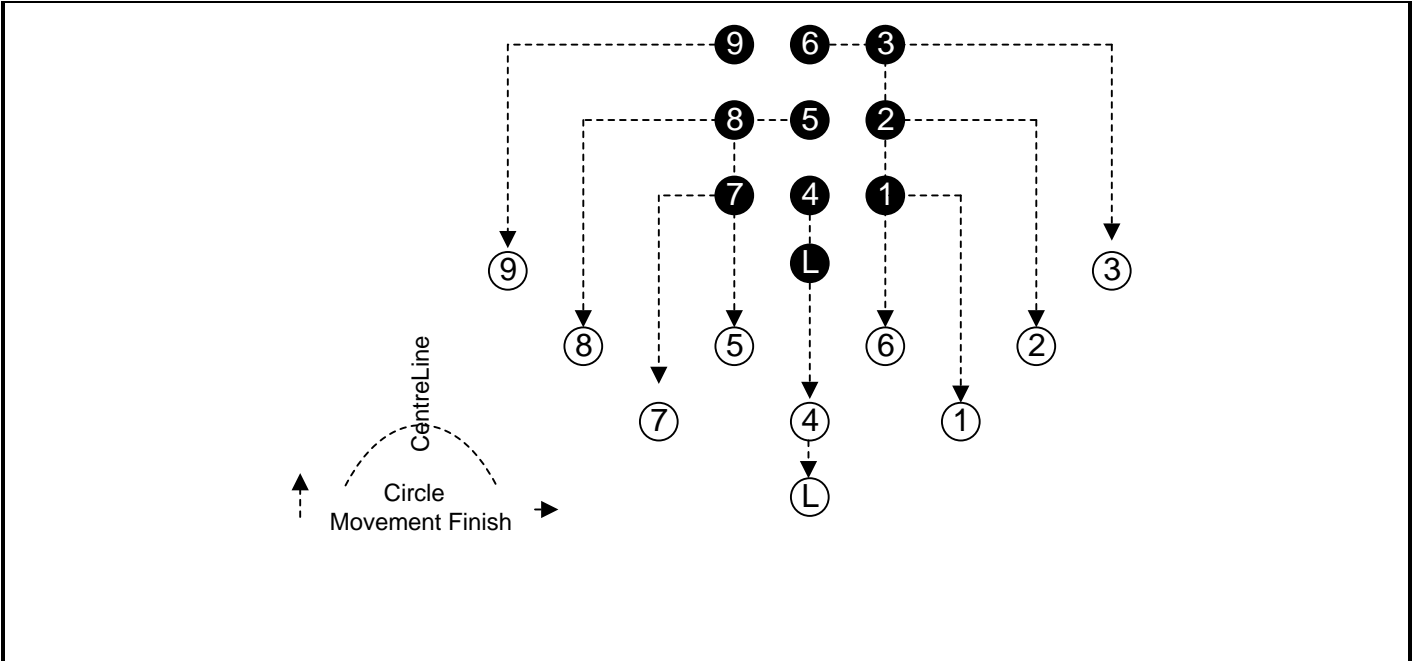 9 6 3
8 5 2
7 4 1
L
9 3
8 5 6 2
7 4 1
L
CentreLine
Circle
Movement Finish